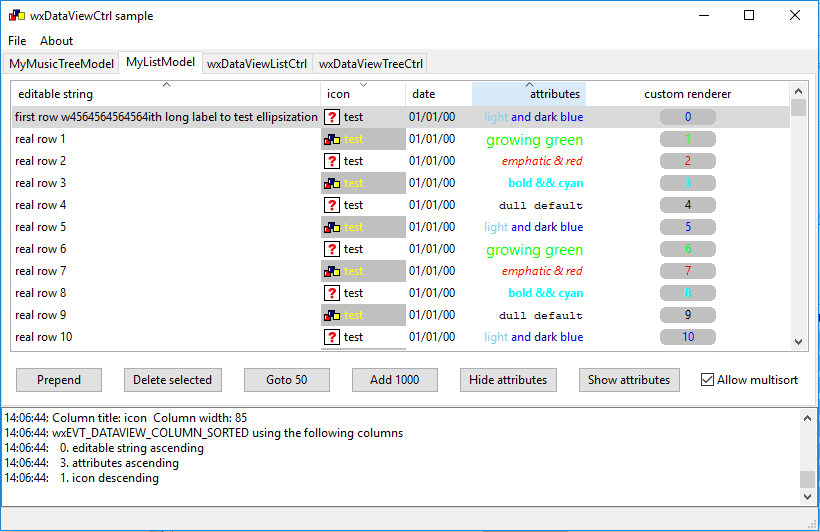 wxDataViewCtrl sample
File About
MyMusicTreeModel MyListModel wxDataViewListCtrl wxDataViewTreeCtrl
editable string icon date attributes custom renderer
first row w4564564564564ith long label to test ellipsization ? test 01/01/00 light and dark blue 0
real row 1 test 01/01/00 growing green 1
real row 2 ? test 01/01/00 emphatic & red 2
real row 3 test 01/01/00 bold && cyan 3
real row 4 ? test 01/01/00 dull default 4
real row 5 test 01/01/00 light and dark blue 5
real row 6 ? test 01/01/00 growing green 6
real row 7 test 01/01/00 emphatic & red 7
real row 8 ? test 01/01/00 bold && cyan 8
real row 9 test 01/01/00 dull default 9
real row 10 ? test 01/01/00 light and dark blue 10
Prepend Delete selected Goto 50 Add 1000 Hide attributes Show attributes Allow multisort
14:06:44: Column title: icon Column width: 85
14:06:44: wxEVT_DATAVIEW_COLUMN_SORTED using the following columns
14:06:44: 0. editable string ascending
14:06:44: 3. attributes ascending
14:06:44: 1. icon descending